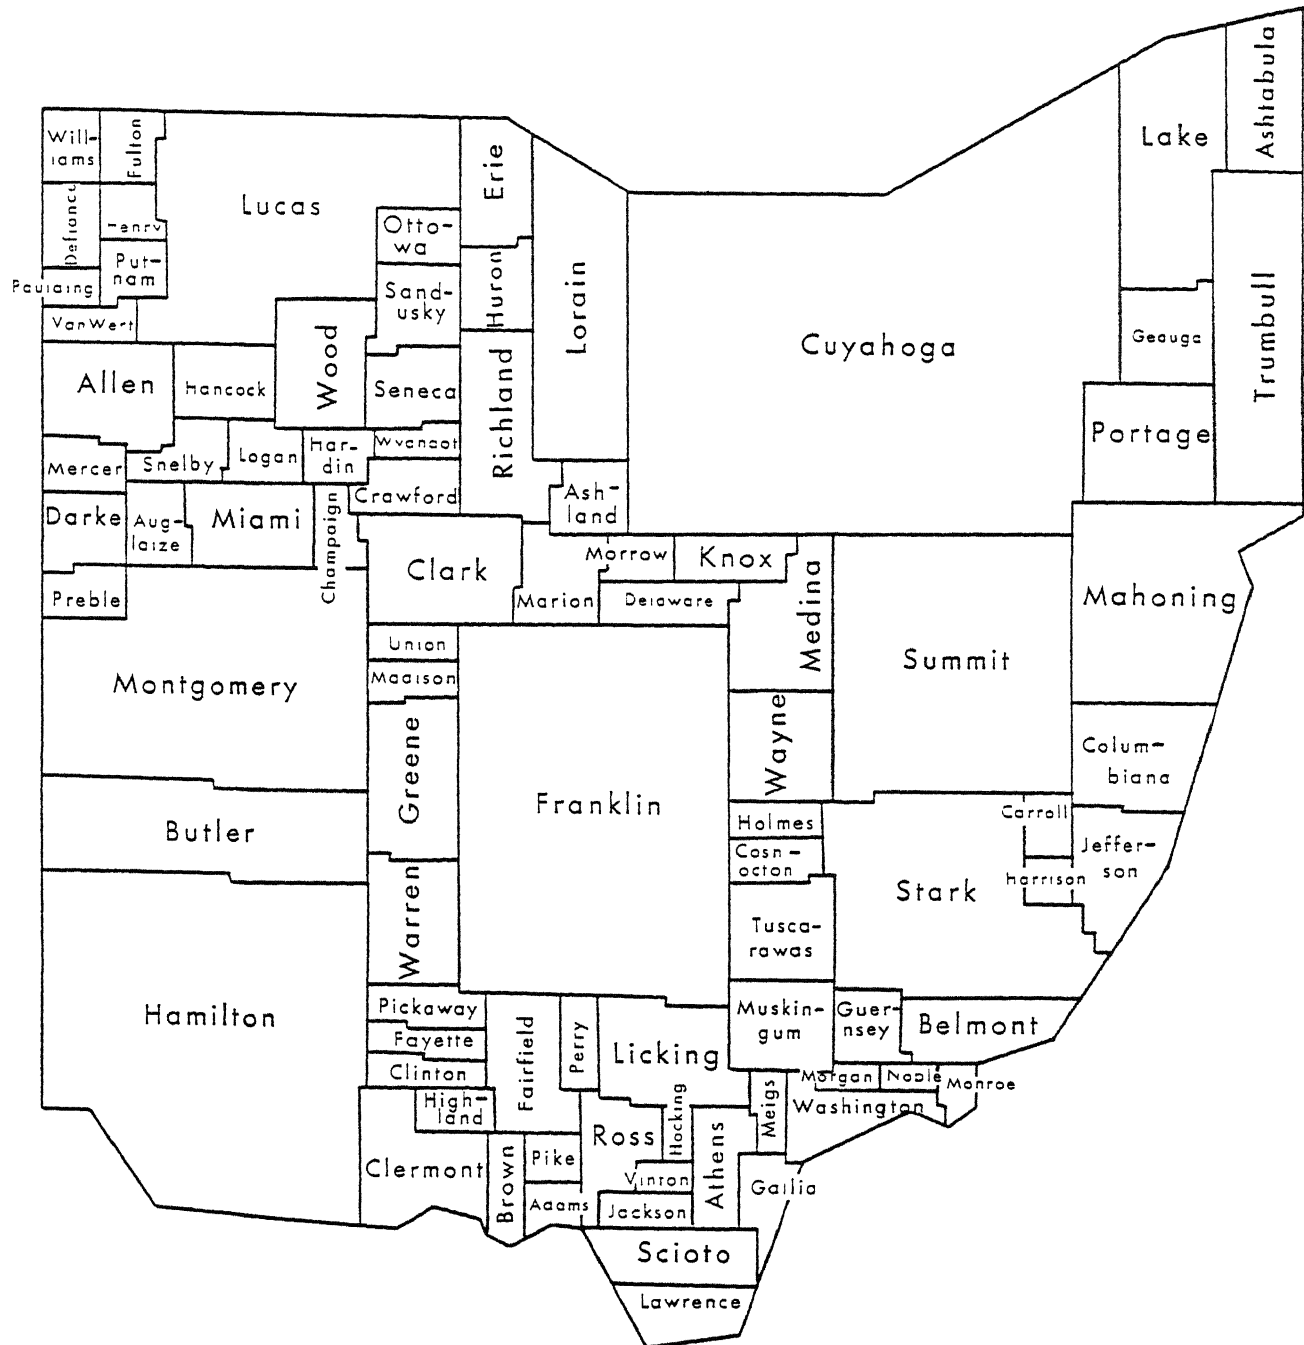 Ashtabula
Lake
Will-
iams
Fulton
Erie
Lucas
Defiance
Henry
Otto-
wa
Put-
nam
Paulding
Sand-
usky
Huron
Lorain
VanWert
Wood
Cuyahoga
Geauga
Trumbull
Allen
Hancock
Seneca
Richland
Portage
Mercer
Snelby
Logan
Har-
din
Wyandot
Crawford
Ash-
land
Darke
Aug-
laize
Miami
Champaign
Clark
Morrow
Knox
Marion
Delaware
Medina
Mahoning
Preble
Union
Madison
Summit
Montgomery
Greene
Wayne
Colum-
biana
Franklin
Butler
Holmes
Carroll
Cosn-
octon
Jeffer-
son
Harrison
Stark
Warren
Tusca-
rawas
Hamilton
Pickaway
Fayette
Clinton
Fairfield
Perry
Licking
Muskin-
gum
Guer-
nsey
Belmont
Morgan
Noble
Monroe
High-
land
Washington
Meigs
Hocking
Ross
Clermont
Brown
Pike
Vinton
Athens
Gallia
Adams
Jackson
Scioto
Lawrence